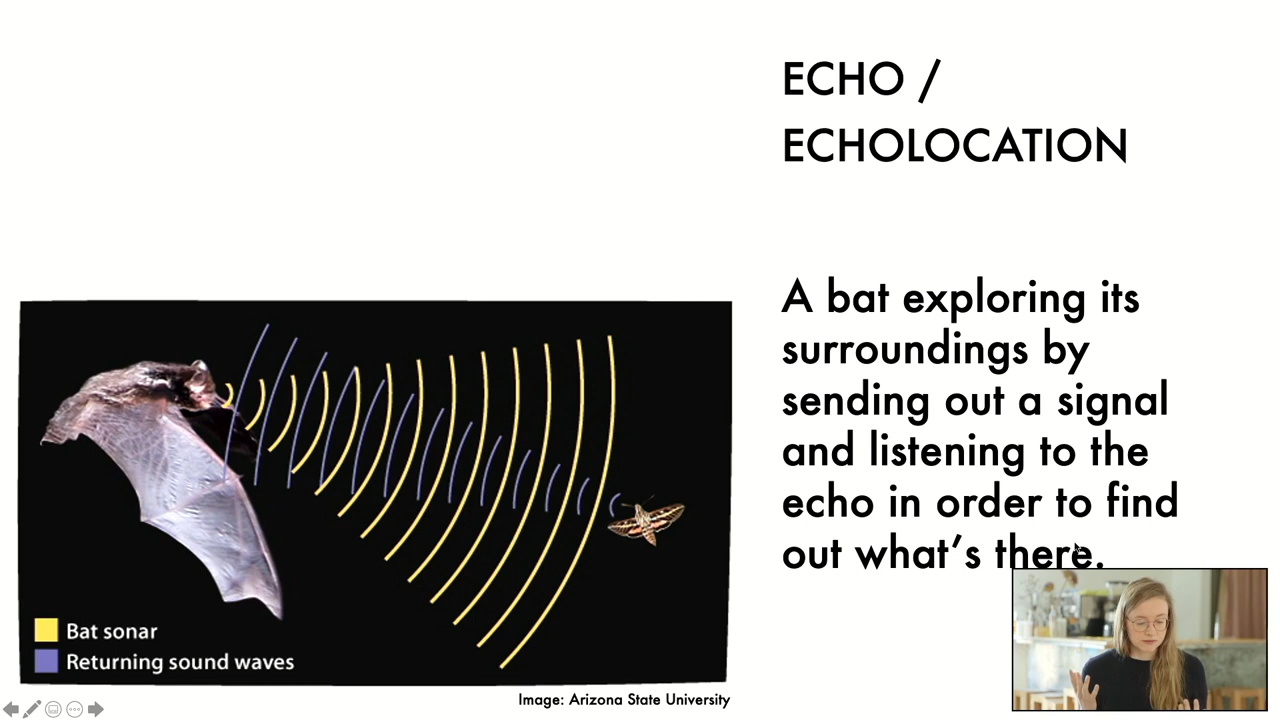 ECHO /
ECHOLOCATION
A bat exploring its
surroundings by
sending out a signal
and listening to the
echo in order to find
out what’s there.
Bat sonar
Returning sound waves
Image: Arizona State University